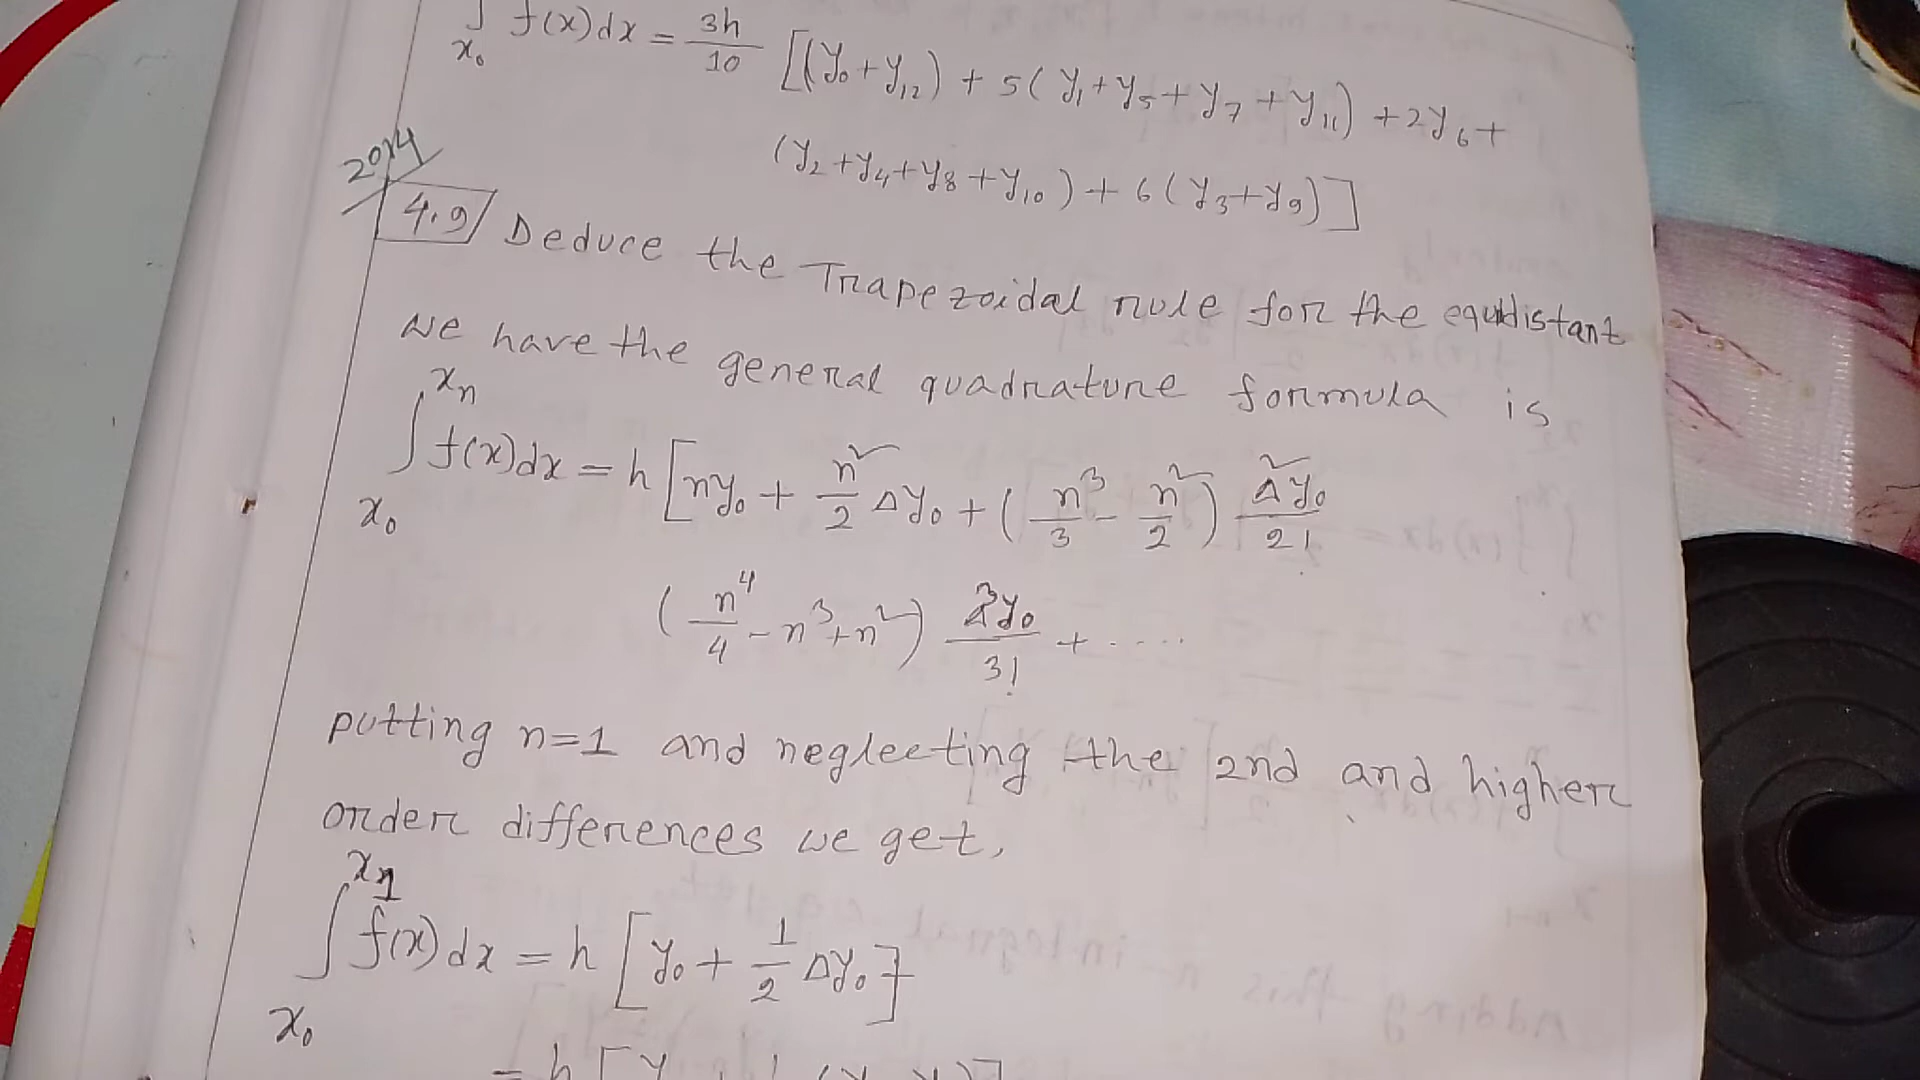 ∫ f(x)dx = 3h/10 [(y₀+y₁₂) + 5(y₁+y₅+y₇+y₁₁) + 2y₆+
x₀
(y₂+y₄+y₈+y₁₀) + 6(y₃+y₉)]
2014
4.9 Deduce the Trapezoidal rule for the equidistant
we have the general quadrature formula is
xₙ
∫ f(x)dx = h [ny₀ + n²/2 Δy₀ + (n³/3 - n²/2) Δ²y₀/2!
x₀
(n⁴/4 - n³ + n²) Δ³y₀/3! + .....
putting n=1 and neglecting the 2nd and higher
order differences we get,
x₁
∫ f(x)dx = h [y₀ + 1/2 Δy₀]
x₀